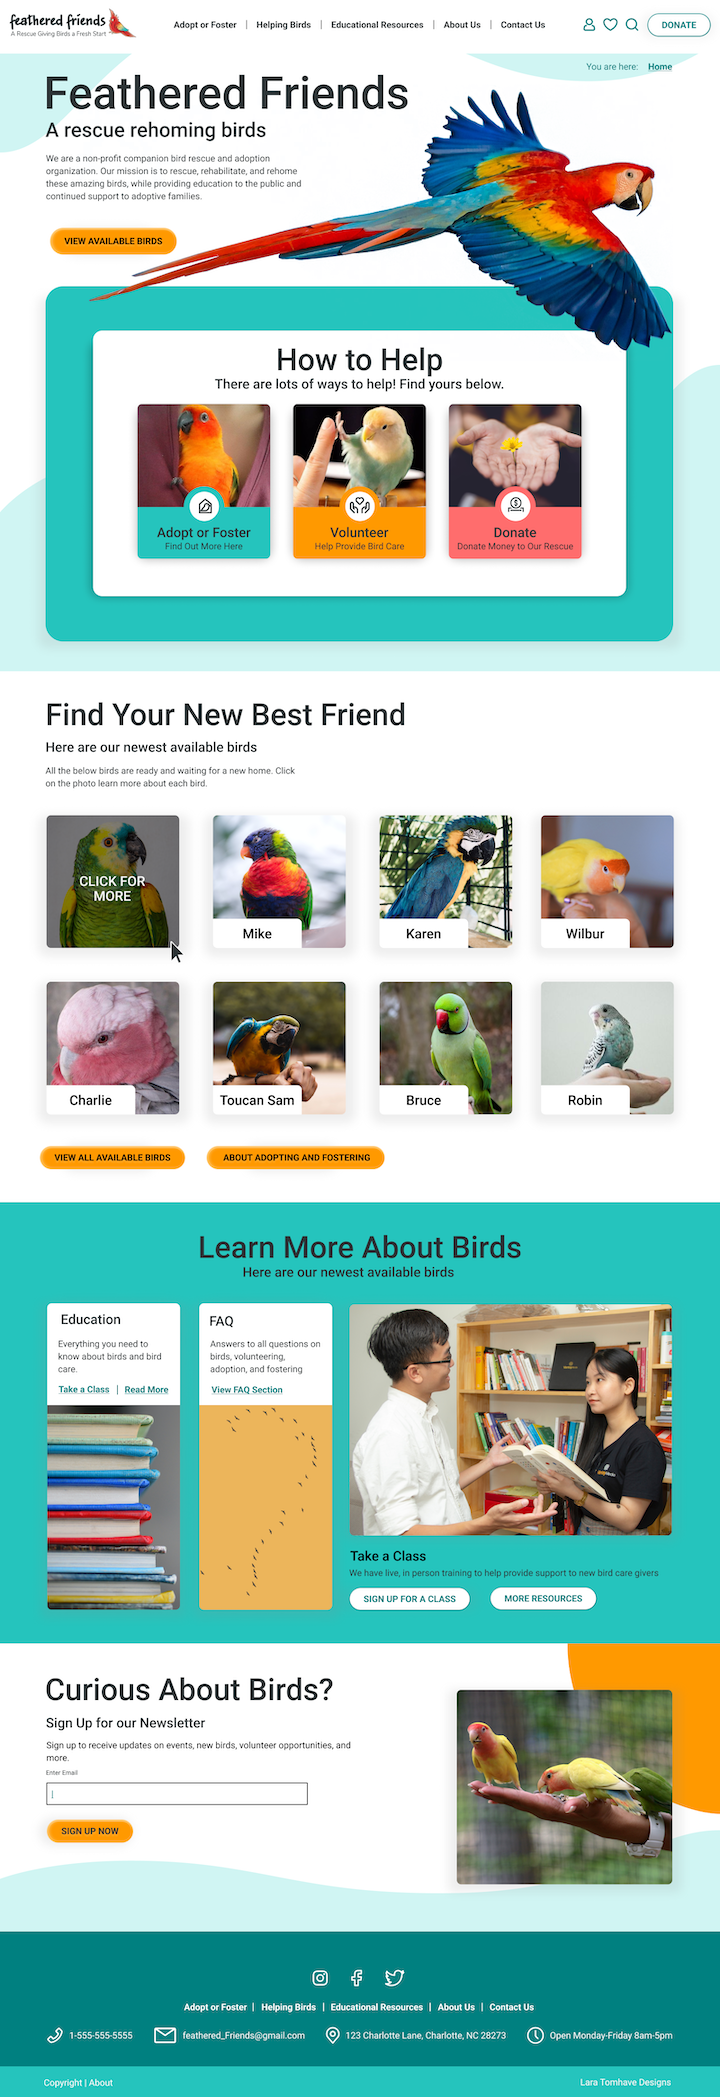 feathered friends
A Rescue Giving Birds a Fresh Start
Adopt or Foster | Helping Birds | Educational Resources | About Us | Contact Us
DONATE
You are here: Home
Feathered Friends
A rescue rehoming birds
We are a non-profit companion bird rescue and adoption
organization. Our mission is to rescue, rehabilitate, and rehome
these amazing birds, while providing education to the public and
continued support to adoptive families.
VIEW AVAILABLE BIRDS
How to Help
There are lots of ways to help! Find yours below.
Adopt or Foster
Find Out More Here
Volunteer
Help Provide Bird Care
Donate
Donate Money to Our Rescue
Find Your New Best Friend
Here are our newest available birds
All the below birds are ready and waiting for a new home. Click
on the photo learn more about each bird.
CLICK FOR
MORE
Mike
Karen
Wilbur
Charlie
Toucan Sam
Bruce
Robin
VIEW ALL AVAILABLE BIRDS
ABOUT ADOPTING AND FOSTERING
Learn More About Birds
Here are our newest available birds
Education
Everything you need to
know about birds and bird
care.
Take a Class | Read More
FAQ
Answers to all questions on
birds, volunteering,
adoption, and fostering
View FAQ Section
Take a Class
We have live, in person training to help provide support to new bird care givers
SIGN UP FOR A CLASS
MORE RESOURCES
Curious About Birds?
Sign Up for our Newsletter
Sign up to receive updates on events, new birds, volunteer opportunities, and
more.
Enter Email
SIGN UP NOW
Adopt or Foster | Helping Birds | Educational Resources | About Us | Contact Us
1-555-555-5555
feathered_Friends@gmail.com
123 Charlotte Lane, Charlotte, NC 28273
Open Monday-Friday 8am-5pm
Copyright | About
Lara Tomhave Designs